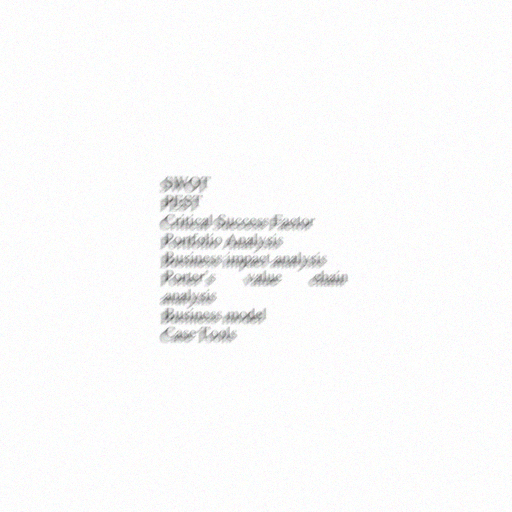 SWOT
PEST
Critical Success Factor
Portfolio Analysis
Business impact analysis
Porter's value chain
analysis
Business model
Case Tools